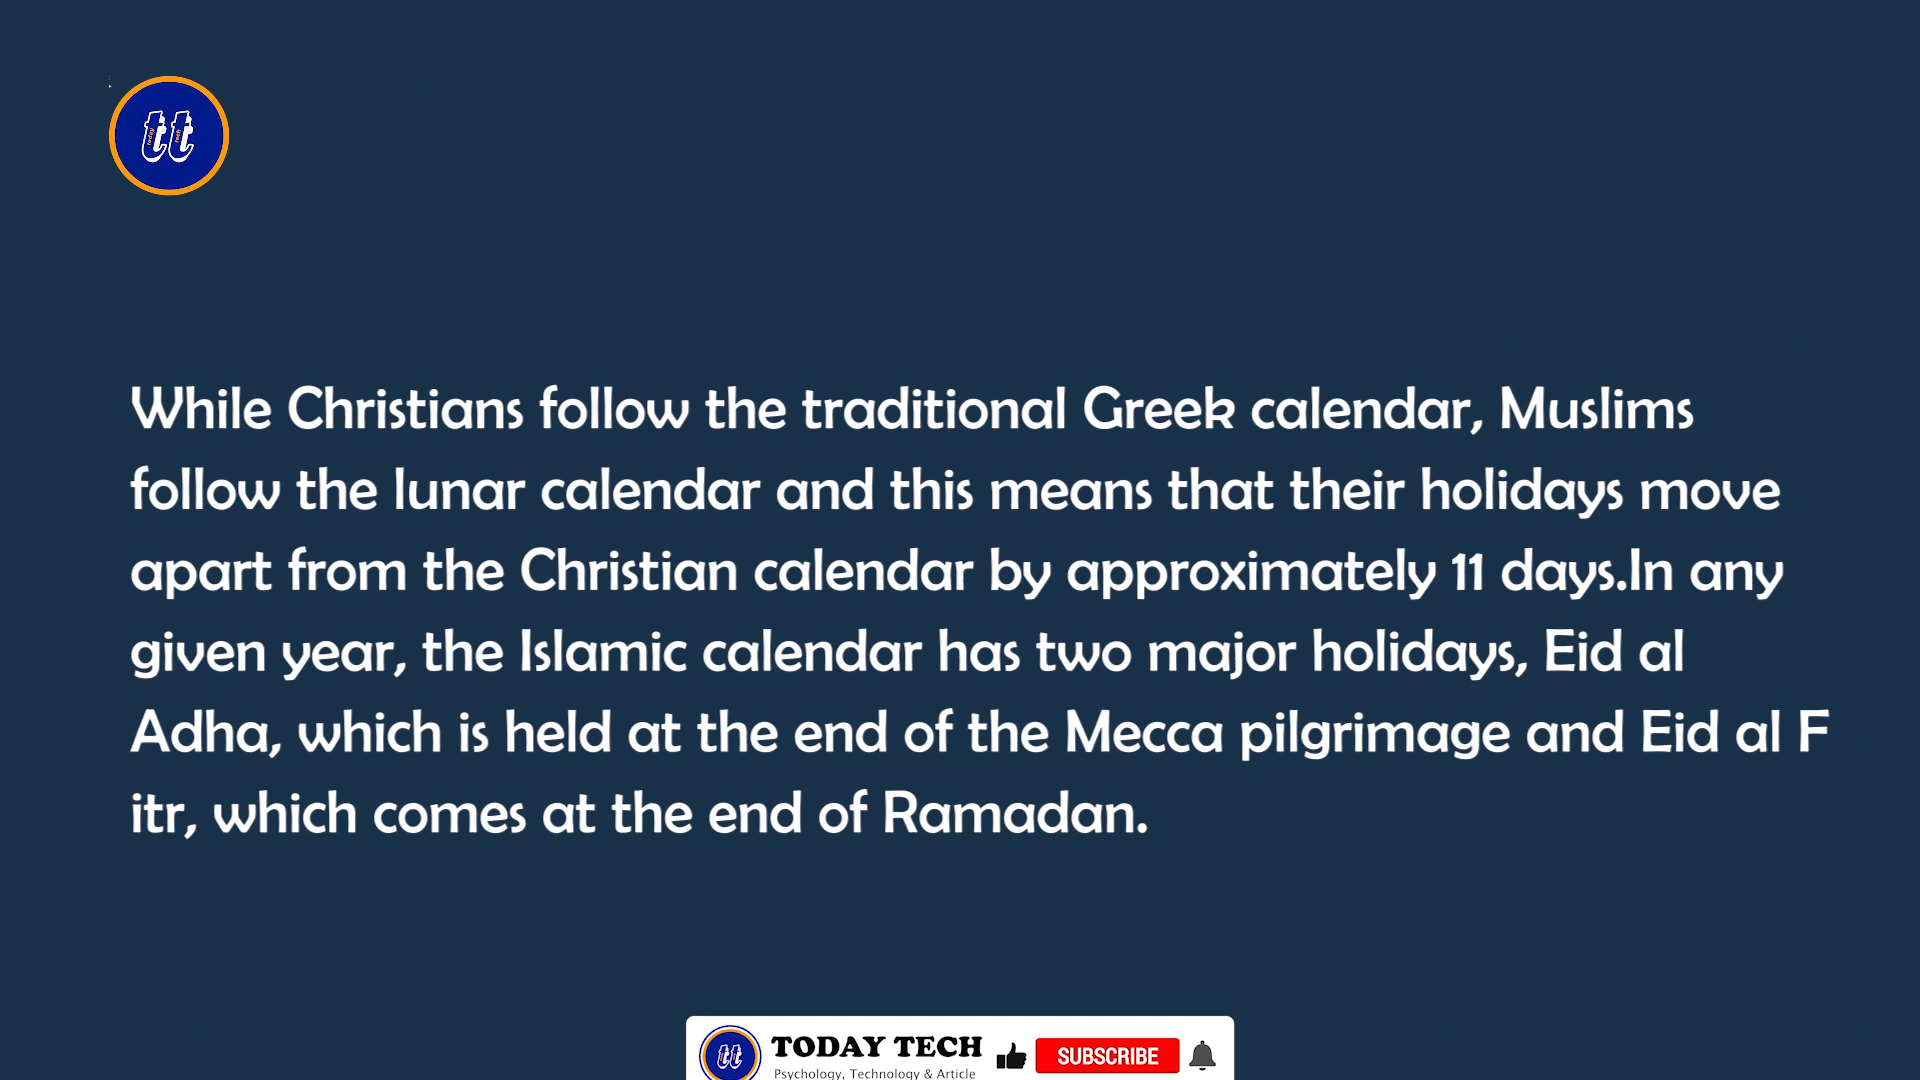 tt
While Christians follow the traditional Greek calendar, Muslims
follow the lunar calendar and this means that their holidays move
apart from the Christian calendar by approximately 11 days.In any
given year, the Islamic calendar has two major holidays, Eid al
Adha, which is held at the end of the Mecca pilgrimage and Eid al F
itr, which comes at the end of Ramadan.
tt
TODAY TECH
Psychology, Technology & Article
SUBSCRIBE